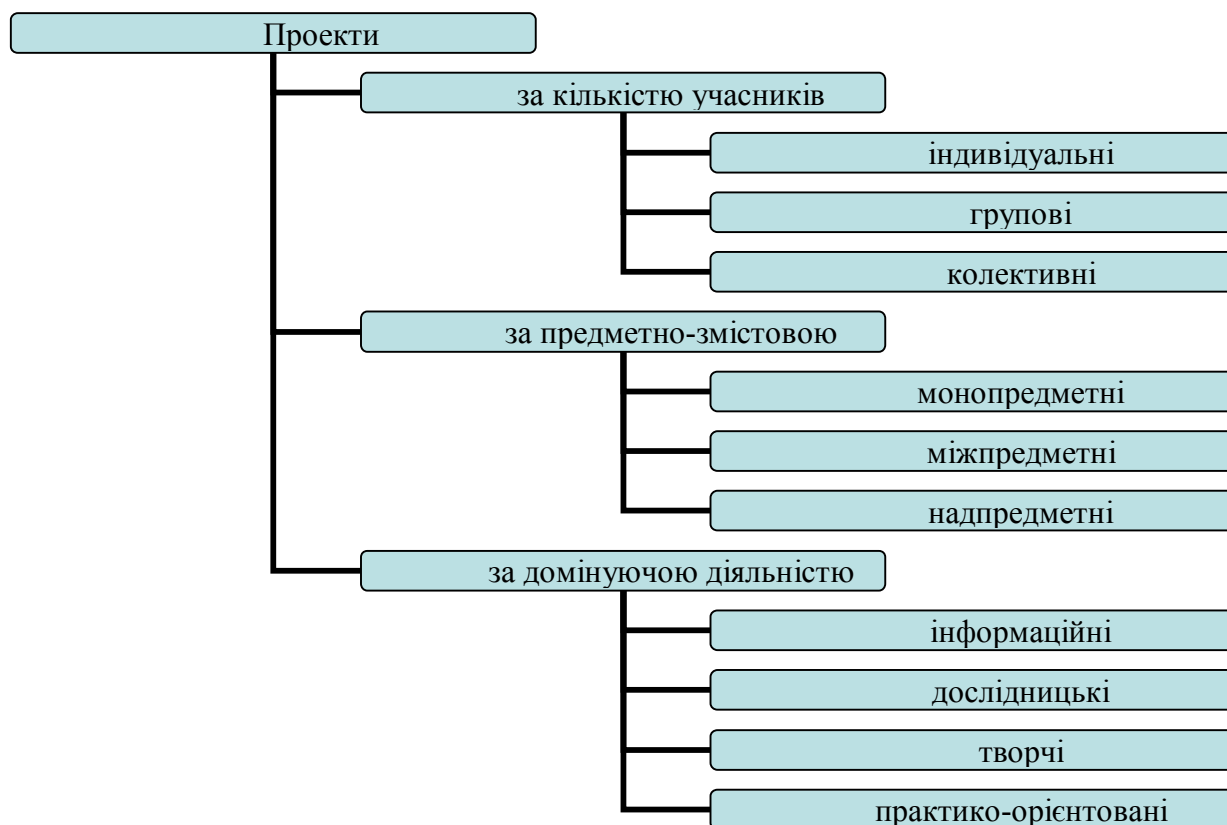 Проекти
за кількістю учасників
індивідуальні
групові
колективні
за предметно-змістовою
монопредметні
міжпредметні
надпредметні
за домінуючою діяльністю
інформаційні
дослідницькі
творчі
практико-орієнтовані